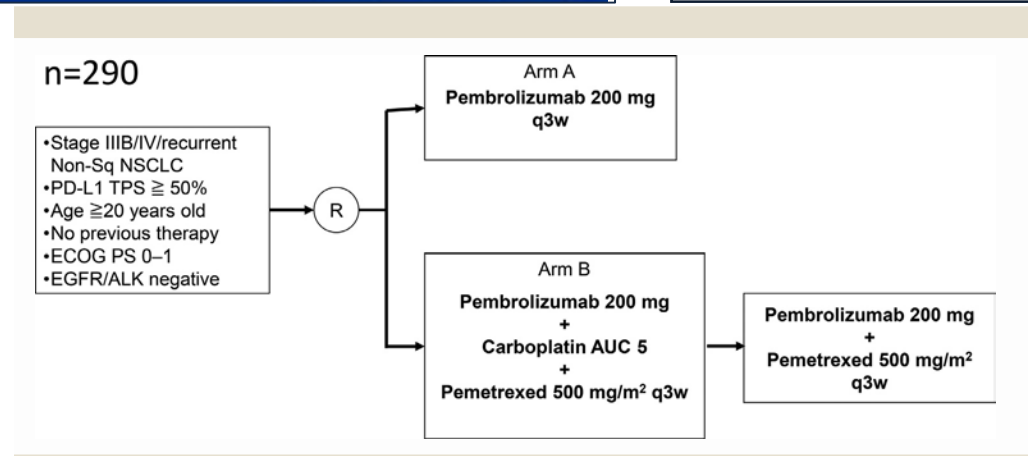 n=290
•Stage IIIB/IV/recurrent
Non-Sq NSCLC
•PD-L1 TPS ≧ 50%
•Age ≧20 years old
•No previous therapy
•ECOG PS 0–1
•EGFR/ALK negative
R
Arm A
Pembrolizumab 200 mg
q3w
Arm B
Pembrolizumab 200 mg
+
Carboplatin AUC 5
+
Pemetrexed 500 mg/m² q3w
Pembrolizumab 200 mg
+
Pemetrexed 500 mg/m²
q3w